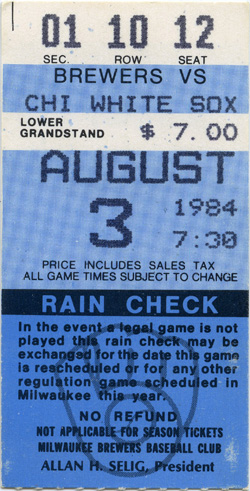 01 10 12
SEC. ROW SEAT
BREWERS VS
CHI WHITE SOX
LOWER
GRANDSTAND $ 7.00
AUGUST
3 1984
7:30
PRICE INCLUDES SALES TAX
ALL GAME TIMES SUBJECT TO CHANGE
RAIN CHECK
In the event a legal game is not
played this rain check may be
exchanged for the date this game
is rescheduled or for any other
regulation game scheduled in
Milwaukee this year.
NO REFUND
NOT APPLICABLE FOR SEASON TICKETS
MILWAUKEE BREWERS BASEBALL CLUB
ALLAN H. SELIG, President